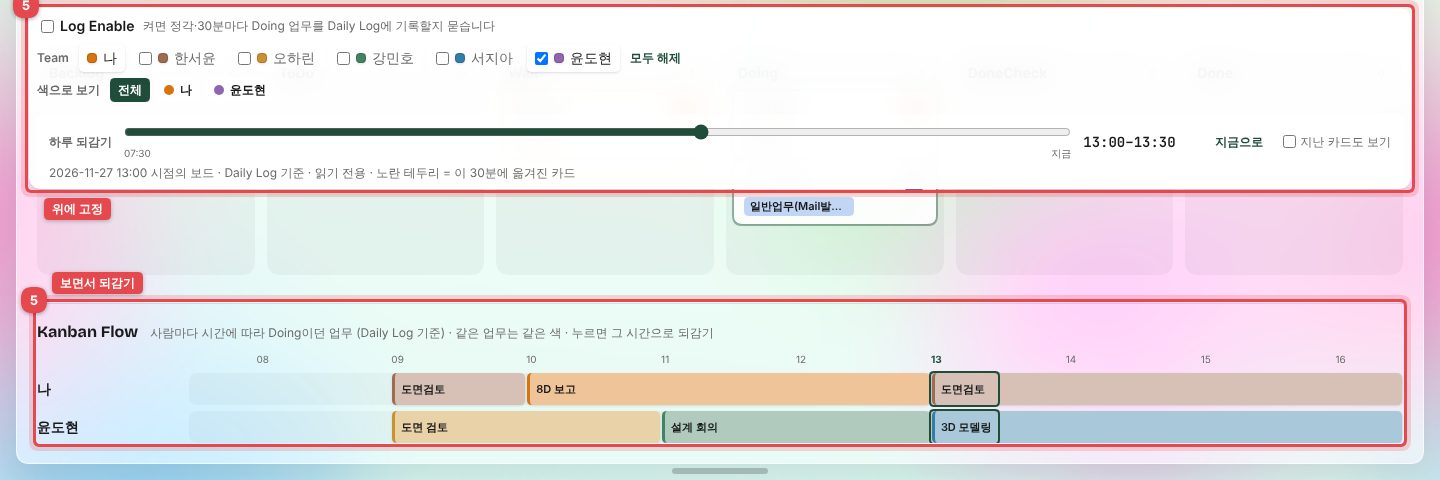 5
Log Enable 켜면 정각·30분마다 Doing 업무를 Daily Log에 기록할지 묻습니다
Team 나 한서윤 오하린 강민호 서지아 윤도현 모두 해제
Backlog Todo Doing DoneCheck Done
색으로 보기 전체 나 윤도현
하루 되감기 13:00–13:30 지금으로 지난 카드도 보기
07:30 지금
2026-11-27 13:00 시점의 보드 · Daily Log 기준 · 읽기 전용 · 노란 테두리 = 이 30분에 옮겨진 카드
위에 고정
일반업무(Mail발...
보면서 되감기
5
Kanban Flow 사람마다 시간에 따라 Doing이던 업무 (Daily Log 기준) · 같은 업무는 같은 색 · 누르면 그 시간으로 되감기
08 09 10 11 12 13 14 15 16
나 도면검토 8D 보고 도면검토
윤도현 도면 검토 설계 회의 3D 모델링